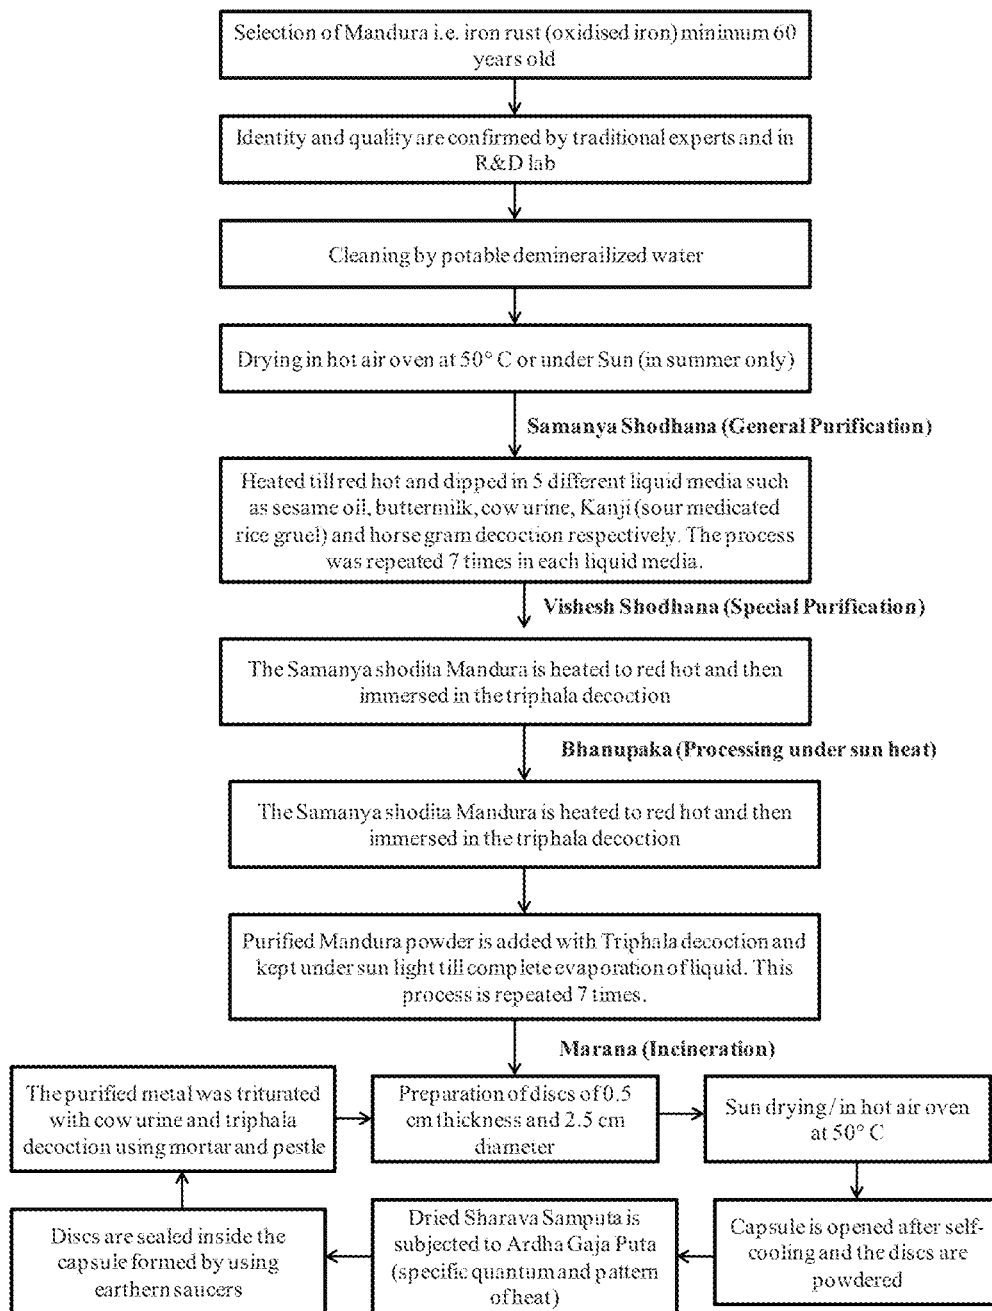 Selection of Mandura i.e. iron rust (oxidised iron) minimum 60
years old
Identity and quality are confirmed by traditional experts and in
R&D lab
Cleaning by potable deminerailized water
Drying in hot air oven at 50° C or under Sun (in summer only)
Samanya Shodhana (General Purification)
Heated till red hot and dipped in 5 different liquid media such
as sesame oil, buttermilk, cow urine, Kanji (sour medicated
rice gruel) and horse gram decoction respectively. The process
was repeated 7 times in each liquid media.
Vishesh Shodhana (Special Purification)
The Samanya shodita Mandura is heated to red hot and then
immersed in the triphala decoction
Bhanupaka (Processing under sun heat)
The Samanya shodita Mandura is heated to red hot and then
immersed in the triphala decoction
Purified Mandura powder is added with Triphala decoction and
kept under sun light till complete evaporation of liquid. This
process is repeated 7 times.
Marana (Incineration)
The purified metal was triturated
with cow urine and triphala
decoction using mortar and pestle
Preparation of discs of 0.5
cm thickness and 2.5 cm
diameter
Sun drying / in hot air oven
at 50° C
Discs are sealed inside the
capsule formed by using
earthern saucers
Dried Sharava Samputa is
subjected to Ardha Gaja Puta
(specific quantum and pattern
of heat)
Capsule is opened after self-
cooling and the discs are
powdered